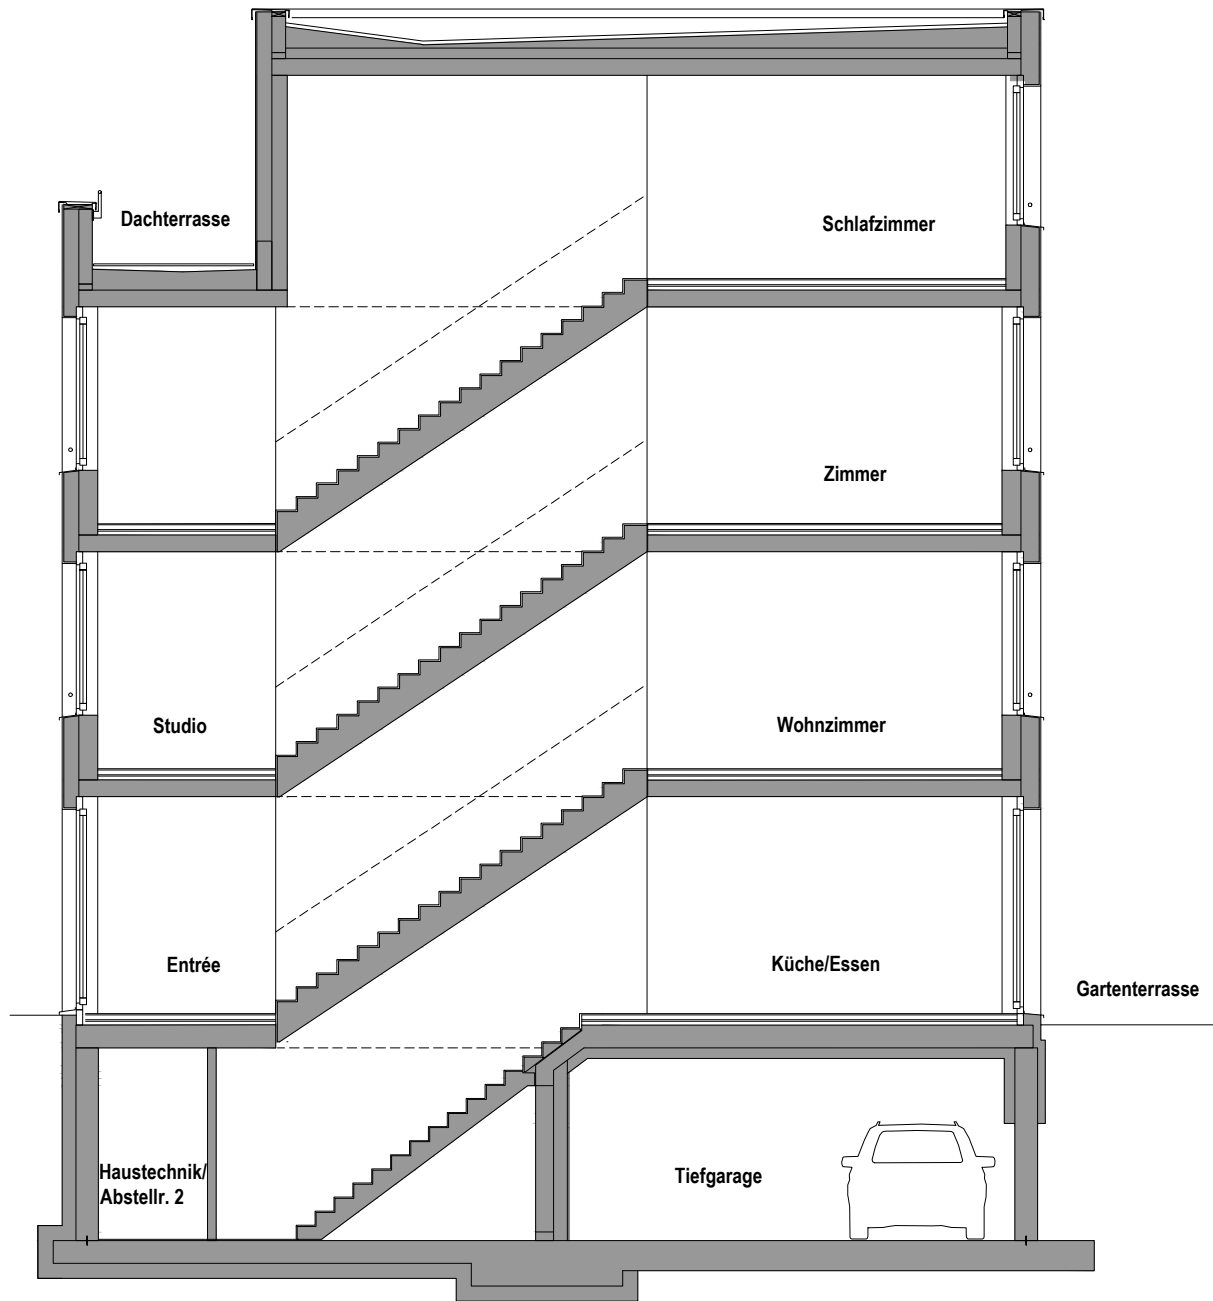 Dachterrasse
Schlafzimmer
Zimmer
Studio
Wohnzimmer
Entrée
Küche/Essen
Gartenterrasse
Haustechnik/
Abstellr. 2
Tiefgarage